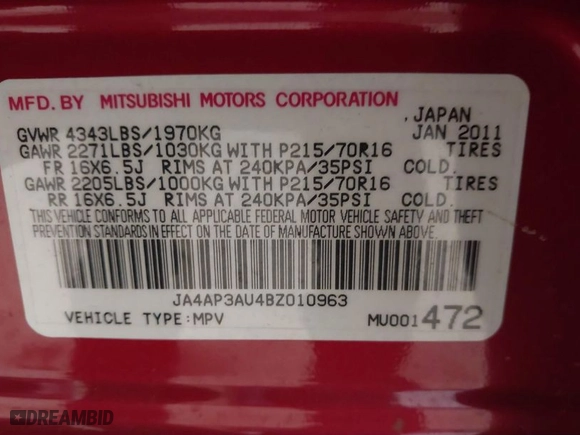 MFD. BY MITSUBISHI MOTORS CORPORATION
, JAPAN
GVWR 4343LBS/1970KG JAN 2011
GAWR 2271LBS/1030KG WITH P215/70R16 TIRES
FR 16X6.5J RIMS AT 240KPA/35PSI COLD.
GAWR 2205LBS/1000KG WITH P215/70R16 TIRES
RR 16X6.5J RIMS AT 240KPA/35PSI COLD.
THIS VEHICLE CONFORMS TO ALL APPLICABLE FEDERAL MOTOR VEHICLE SAFETY AND THEFT
PREVENTION STANDARDS IN EFFECT ON THE DATE OF MANUFACTURE SHOWN ABOVE.
JA4AP3AU4BZ010963
VEHICLE TYPE:MPV MU001472
DREAMBID